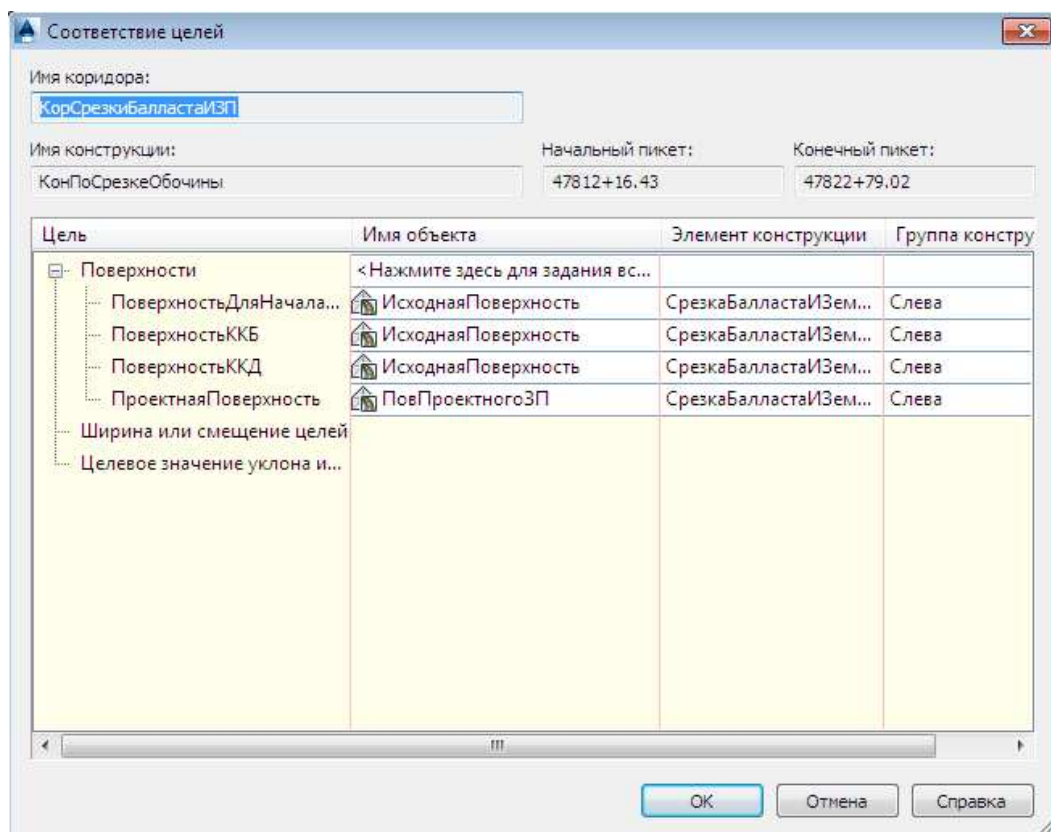 Соответствие целей
Имя коридора:
КорСрезкиБалластаИЗП
Имя конструкции: Начальный пикет: Конечный пикет:
КонПоСрезкеОбочины 47812+16.43 47822+79.02
Цель Имя объекта Элемент конструкции Группа констру
Поверхности <Нажмите здесь для задания вс...
ПоверхностьДляНачала... ИсходнаяПоверхность СрезкаБалластаИЗем... Слева
ПоверхностьККБ ИсходнаяПоверхность СрезкаБалластаИЗем... Слева
ПоверхностьККД ИсходнаяПоверхность СрезкаБалластаИЗем... Слева
ПроектнаяПоверхность ПовПроектногоЗП СрезкаБалластаИЗем... Слева
Ширина или смещение целей
Целевое значение уклона и...
OK Отмена Справка